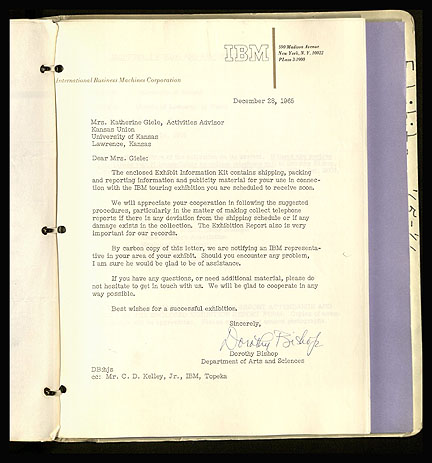 IBM
590 Madison Avenue
New York, N. Y. 10022
PLaza 3-1900
International Business Machines Corporation
December 28, 1965
Mrs. Katherine Giele, Activities Advisor
Kansas Union
University of Kansas
Lawrence, Kansas
Dear Mrs. Giele:
The enclosed Exhibit Information Kit contains shipping, packing
and reporting information and publicity material for your use in connec-
tion with the IBM touring exhibition you are scheduled to receive soon.
We will appreciate your cooperation in following the suggested
procedures, particularly in the matter of making collect telephone
reports if there is any deviation from the shipping schedule or if any
damage exists in the collection. The Exhibition Report also is very
important for our records.
By carbon copy of this letter, we are notifying an IBM representa-
tive in your area of your exhibit. Should you encounter any problem,
I am sure he would be glad to be of assistance.
If you have any questions, or need additional material, please do
not hesitate to get in touch with us. We will be glad to cooperate in any
way possible.
Best wishes for a successful exhibition.
Sincerely,
Dorothy Bishop
Dorothy Bishop
Department of Arts and Sciences
DB:hjs
cc: Mr. C. D. Kelley, Jr., IBM, Topeka